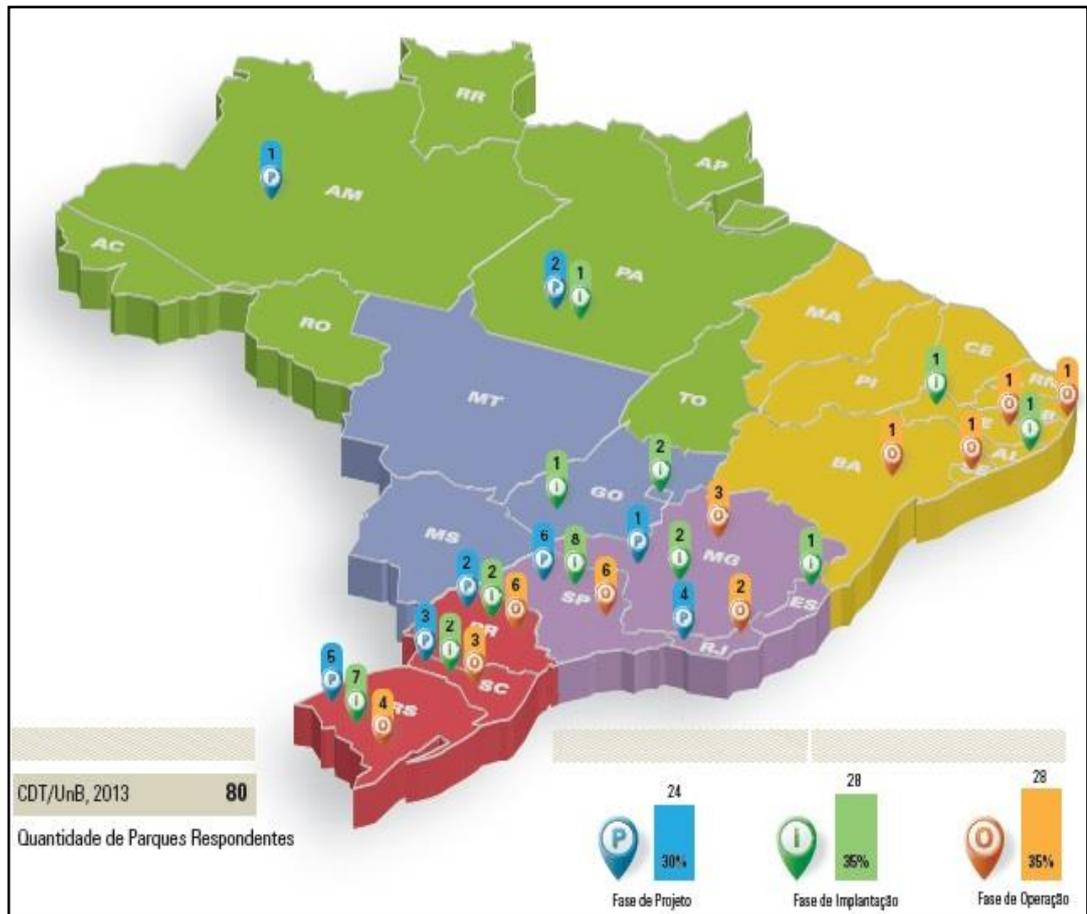 RR
AP
1
P
AM
AC
2
P
1
I
PA
RO
MA
CE
1
I
PI
RN
1
O
1
O
1
I
MT
TO
1
O
1
O
BA
AL
SE
1
I
2
I
GO
3
O
MS
6
P
8
I
1
P
2
I
MG
1
I
SP
6
O
4
P
2
O
ES
RJ
2
P
2
I
6
O
PR
3
P
2
I
3
O
SC
5
P
7
I
4
O
RS
CDT/UnB, 2013 80
Quantidade de Parques Respondentes
24 28 28
P 30% I 35% O 35%
Fase de Projeto Fase de Implantação Fase de Operação